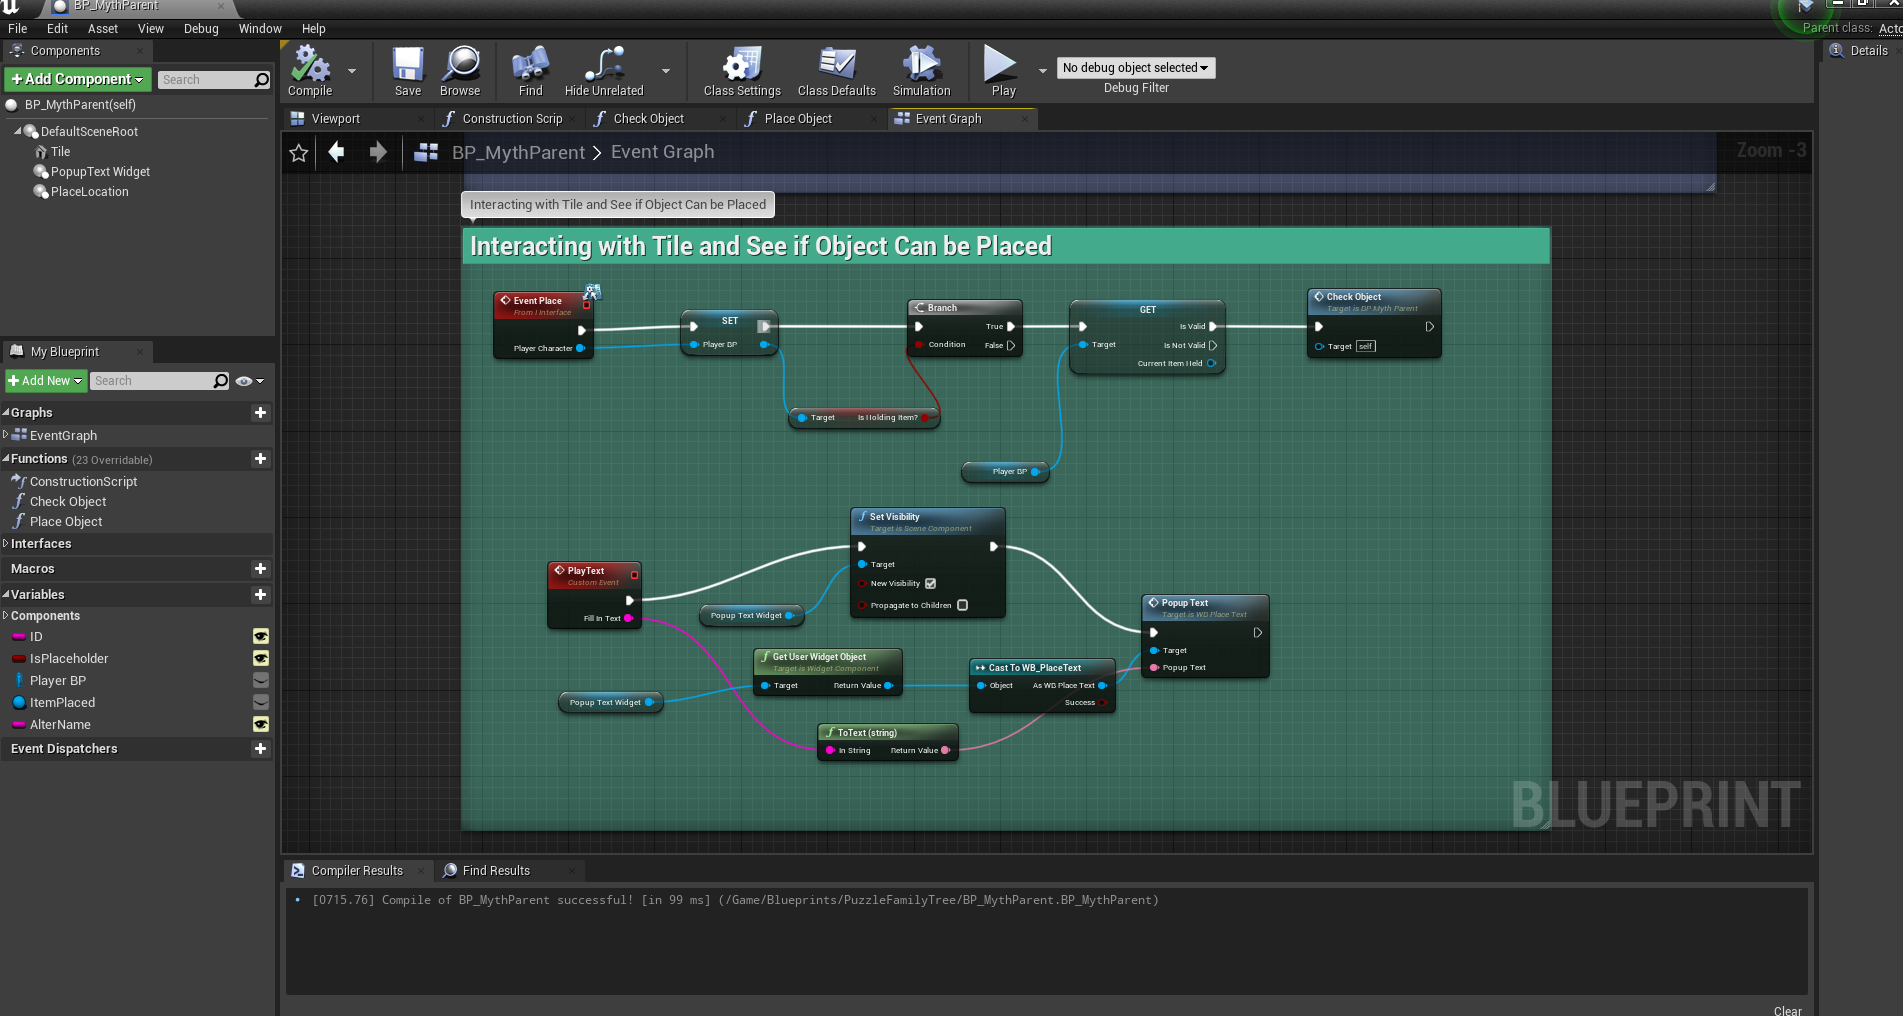 BP_MythParent
File Edit Asset View Debug Window Help
Parent class: Acto
Components
Details
+Add Component
Search
BP_MythParent(self)
DefaultSceneRoot
Tile
PopupText Widget
PlaceLocation
Compile
Save
Browse
Find
Hide Unrelated
Class Settings
Class Defaults
Simulation
Play
No debug object selected
Debug Filter
Viewport
Construction Scrip
Check Object
Place Object
Event Graph
BP_MythParent > Event Graph
Zoom -3
Interacting with Tile and See if Object Can be Placed
Interacting with Tile and See if Object Can be Placed
Event Place
From I Interface
Player Character
SET
Player BP
Branch
True
Condition
False
GET
Is Valid
Target
Is Not Valid
Current Item Held
Check Object
Target is BP Myth Parent
Target self
Target Is Holding Item?
Player BP
Set Visibility
Target is Scene Component
Target
New Visibility
Propagate to Children
PlayText
Custom Event
Fill In Text
Popup Text Widget
Popup Text
Target is WB Place Text
Target
Popup Text
Get User Widget Object
Target is Widget Component
Target Return Value
Cast To WB_PlaceText
Object As WB Place Text
Success
Popup Text Widget
ToText (string)
In String Return Value
BLUEPRINT
My Blueprint
+Add New
Search
Graphs
EventGraph
Functions (23 Overridable)
ConstructionScript
Check Object
Place Object
Interfaces
Macros
Variables
Components
ID
IsPlaceholder
Player BP
ItemPlaced
AlterName
Event Dispatchers
Compiler Results
Find Results
[0715.76] Compile of BP_MythParent successful! [in 99 ms] (/Game/Blueprints/PuzzleFamilyTree/BP_MythParent.BP_MythParent)
Clear